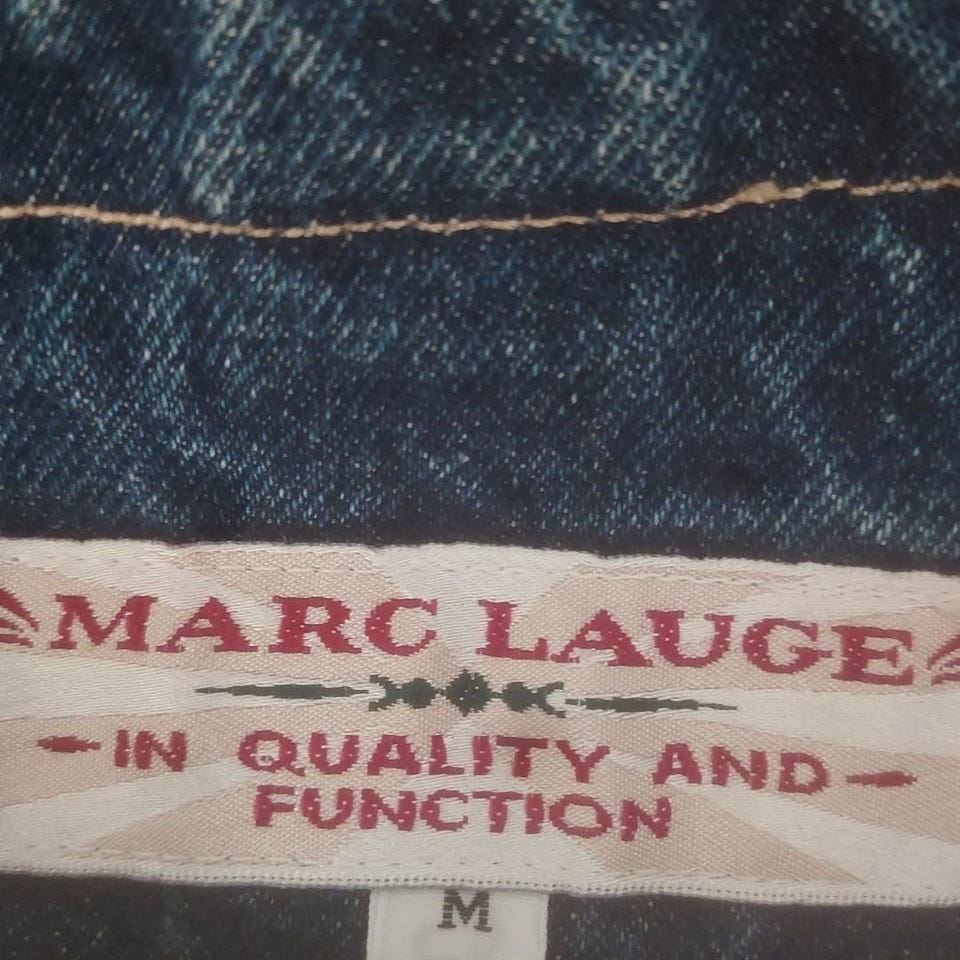 MARC LAUGE
IN QUALITY AND
FUNCTION
M